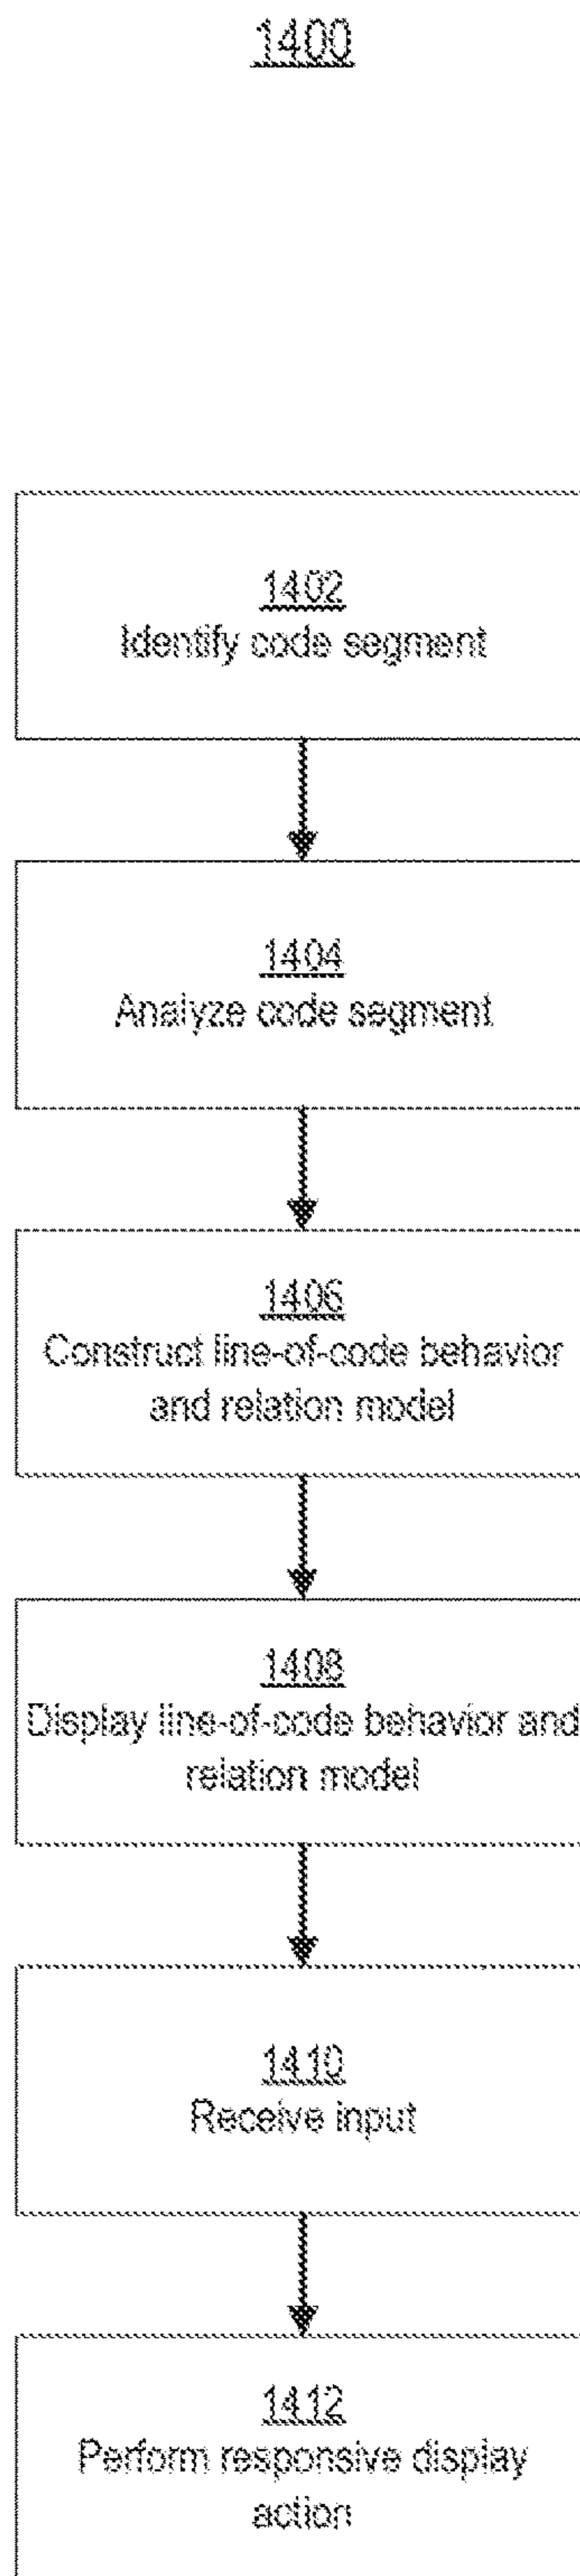 1400
1402
Identify code segment
1404
Analyze code segment
1406
Construct line-of-code behavior
and relation model
1408
Display line-of-code behavior and
relation model
1410
Receive input
1412
Perform responsive display
action